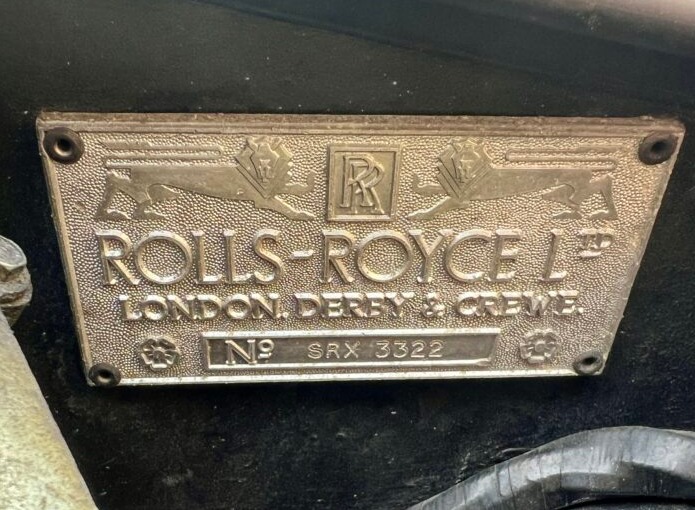 RR
ROLLS-ROYCE LTD
LONDON. DERBY & CREWE.
Nº SRX 3322